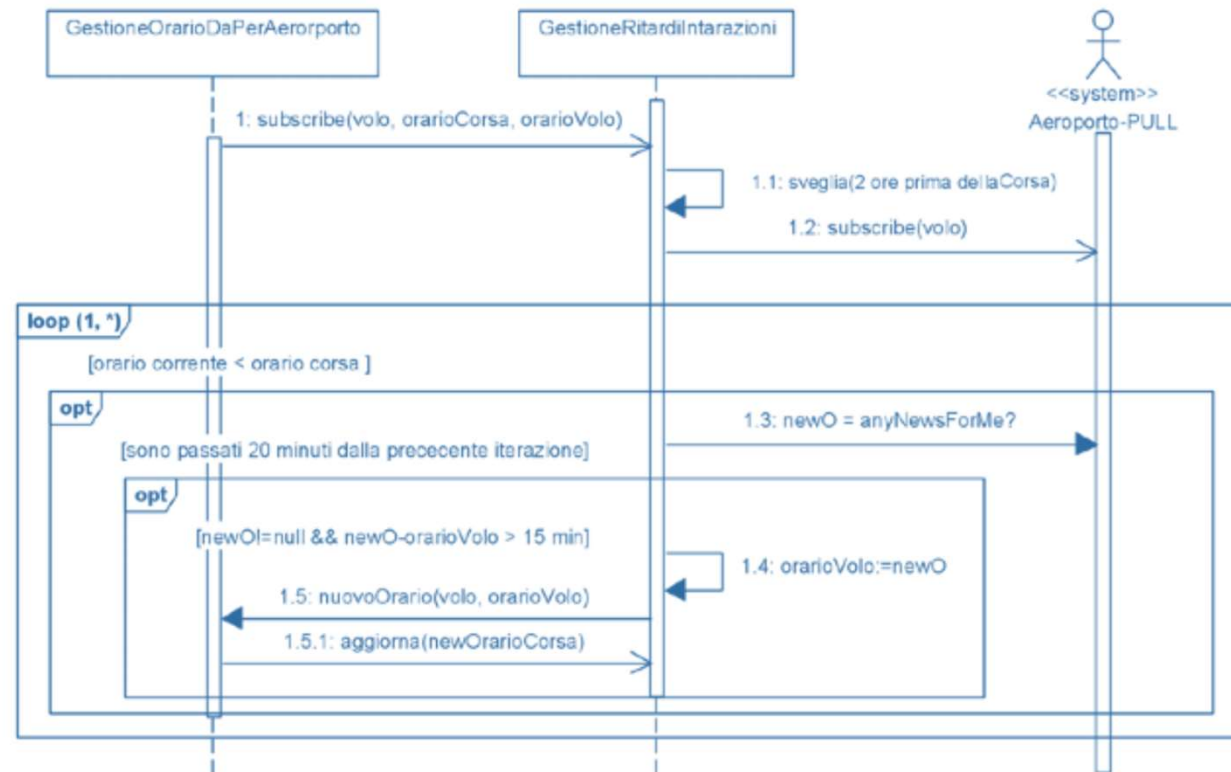 GestioneOrarioDaPerAerorporto
GestioneRitardiIntarazioni
<<system>>
Aeroporto-PULL
1: subscribe(volo, orarioCorsa, orarioVolo)
1.1: sveglia(2 ore prima dellaCorsa)
1.2: subscribe(volo)
loop (1, *)
[orario corrente < orario corsa ]
opt
1.3: newO = anyNewsForMe?
[sono passati 20 minuti dalla prececente iterazione]
opt
[newO!=null && newO-orarioVolo > 15 min]
1.4: orarioVolo:=newO
1.5: nuovoOrario(volo, orarioVolo)
1.5.1: aggiorna(newOrarioCorsa)